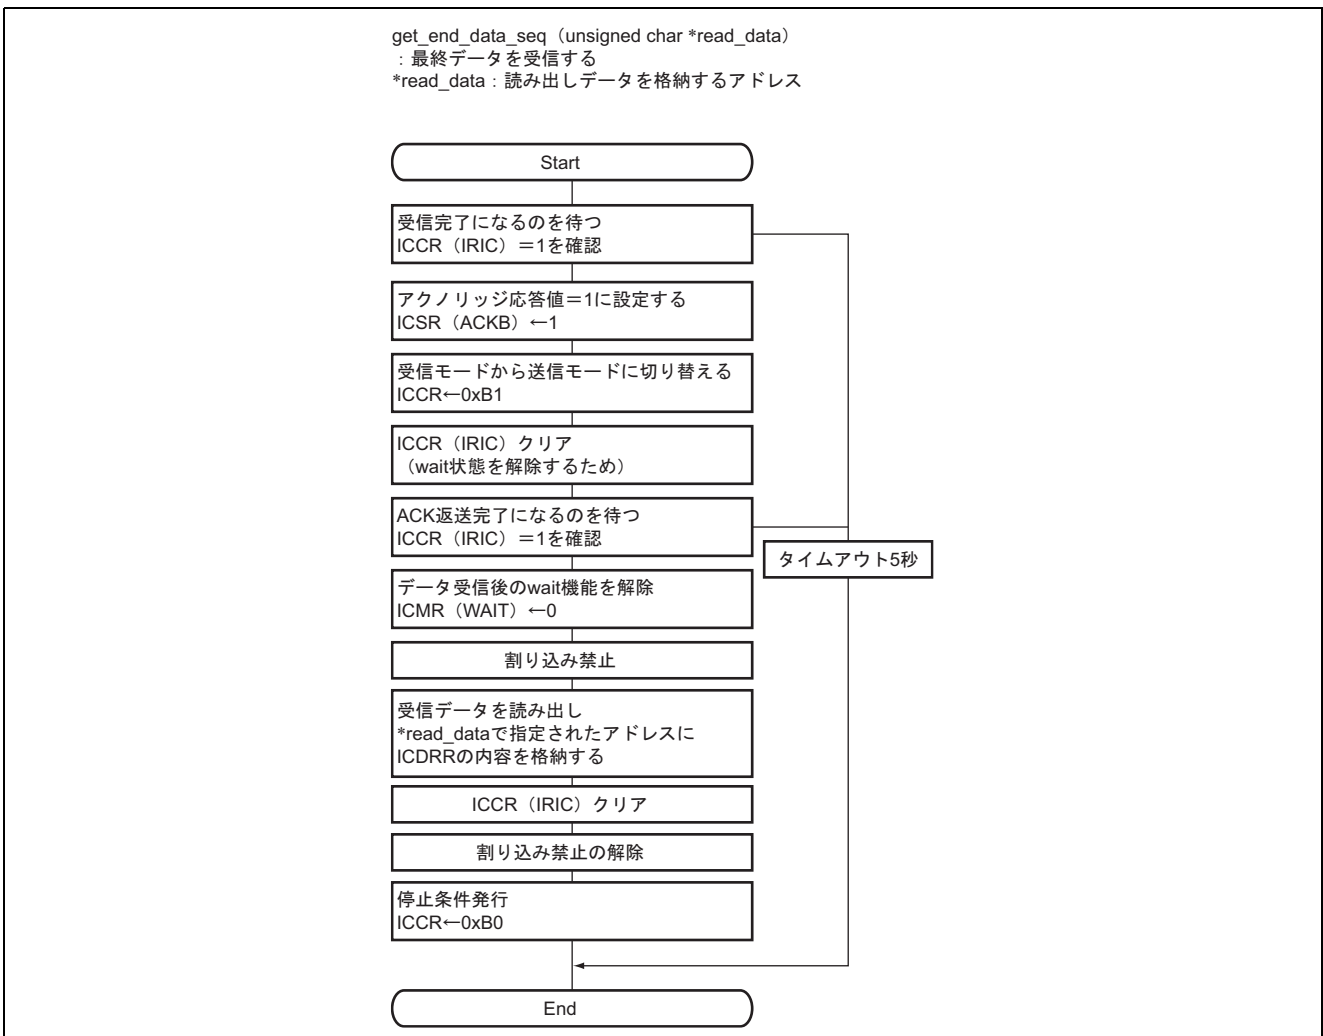 get_end_data_seq（unsigned char *read_data）
：最終データを受信する
*read_data：読み出しデータを格納するアドレス
Start
受信完了になるのを待つ
ICCR（IRIC）＝1を確認
アクノリッジ応答値＝1に設定する
ICSR（ACKB）←1
受信モードから送信モードに切り替える
ICCR←0xB1
ICCR（IRIC）クリア
（wait状態を解除するため）
ACK返送完了になるのを待つ
ICCR（IRIC）＝1を確認
タイムアウト5秒
データ受信後のwait機能を解除
ICMR（WAIT）←0
割り込み禁止
受信データを読み出し
*read_dataで指定されたアドレスに
ICDRRの内容を格納する
ICCR（IRIC）クリア
割り込み禁止の解除
停止条件発行
ICCR←0xB0
End